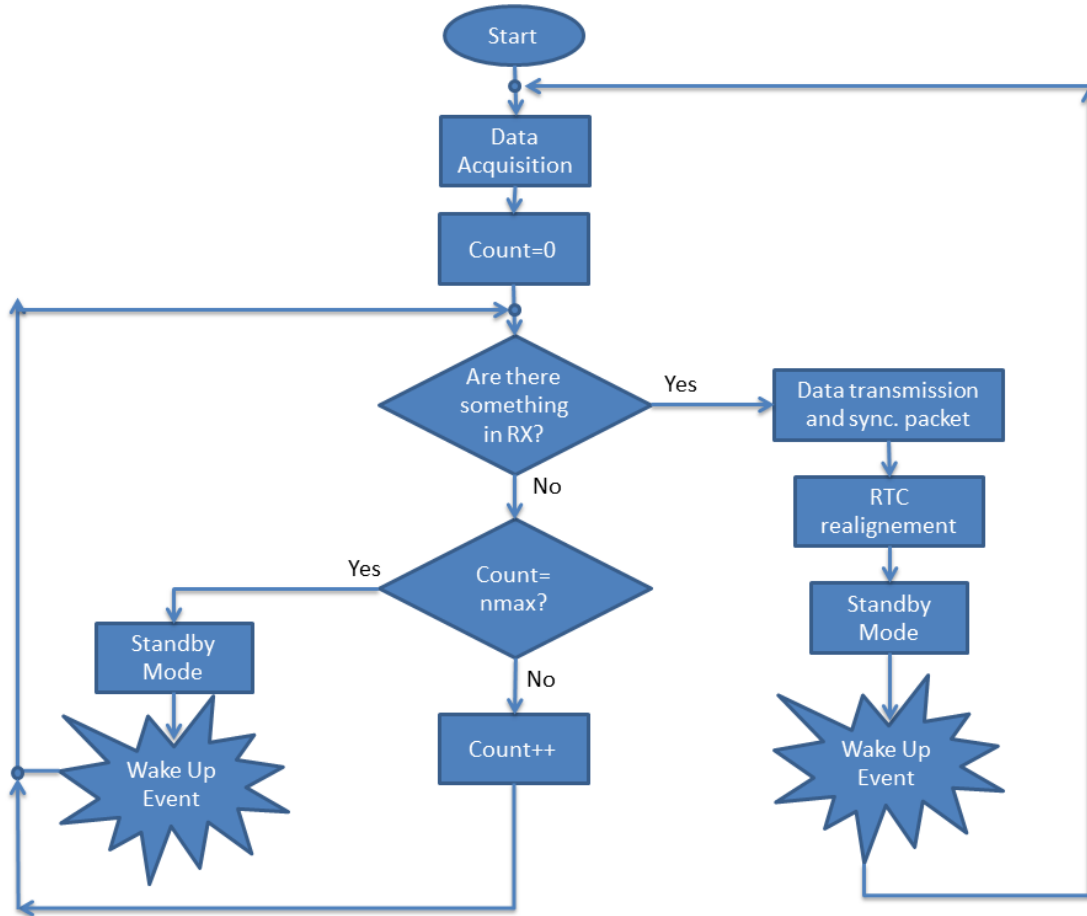 Start
Data
Acquisition
Count=0
Are there
something
in RX?
Yes
Data transmission
and sync. packet
No
RTC
realignement
Yes
Count=
nmax?
Standby
Mode
Standby
Mode
No
Wake Up
Event
Count++
Wake Up
Event